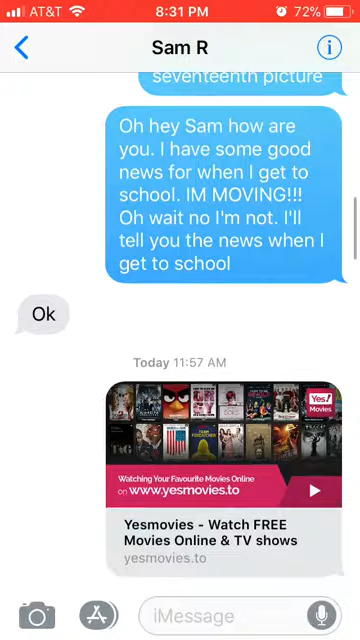 AT&T 8:31 PM 72%
Sam R
seventeenth picture
Oh hey Sam how are
you. I have some good
news for when I get to
school. IM MOVING!!!
Oh wait no I'm not. I'll
tell you the news when I
get to school
Ok
Today 11:57 AM
Yes!
Movies
Watching Your Favourite Movies Online
on www.yesmovies.to
Yesmovies - Watch FREE
Movies Online & TV shows
yesmovies.to
iMessage